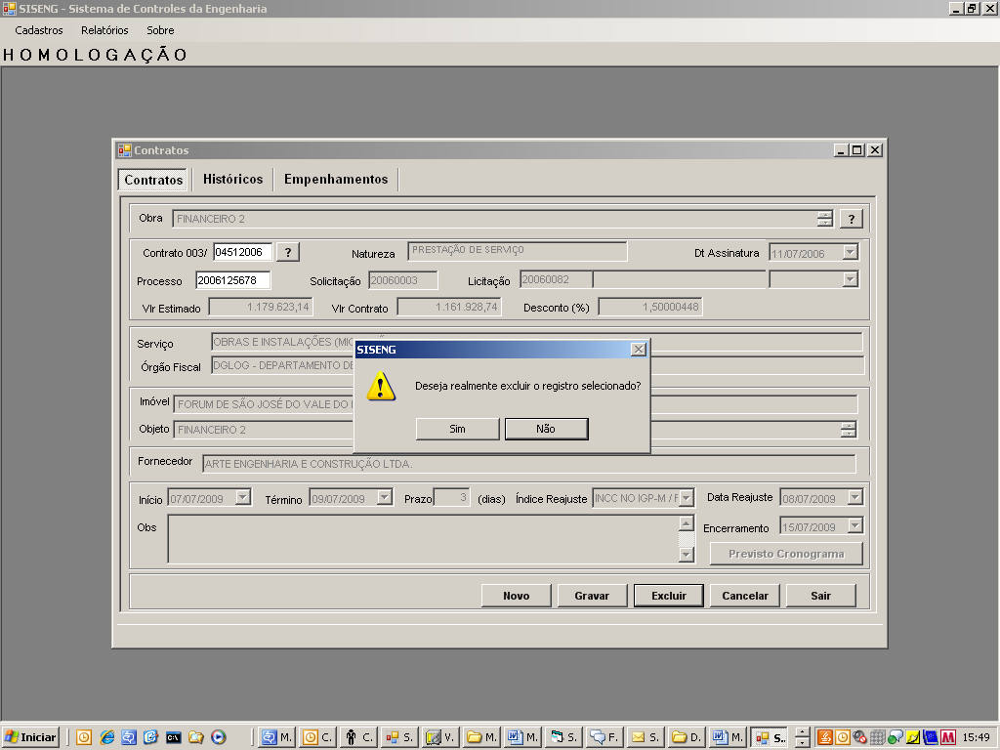 SISENG - Sistema de Controles da Engenharia
Cadastros Relatórios Sobre
HOMOLOGAÇÃO
Contratos
Contratos Históricos Empenhamentos
Obra FINANCEIRO 2 ?
Contrato 003/ 04512006 ? Natureza PRESTAÇÃO DE SERVIÇO Dt Assinatura 11/07/2006
Processo 2006125678 Solicitação 20060003 Licitação 20060082
Vlr Estimado 1.179.623,14 Vlr Contrato 1.161.928,74 Desconto (%) 1,50000448
Serviço OBRAS E INSTALAÇÕES
Órgão Fiscal DGLOG - DEPARTAMENTO DE
SISENG
Deseja realmente excluir o registro selecionado?
Sim Não
Imóvel FORUM DE SÃO JOSÉ DO VALE DO
Objeto FINANCEIRO 2
Fornecedor ARTE ENGENHARIA E CONSTRUÇÃO LTDA.
Início 07/07/2009 Término 09/07/2009 Prazo 3 (dias) Índice Reajuste INCC NO IGP-M / F Data Reajuste 08/07/2009
Obs Encerramento 15/07/2009
Previsto Cronograma
Novo Gravar Excluir Cancelar Sair
Iniciar M. C. C. S. V. M. M. S. F. S. D. M. S.. 15:49